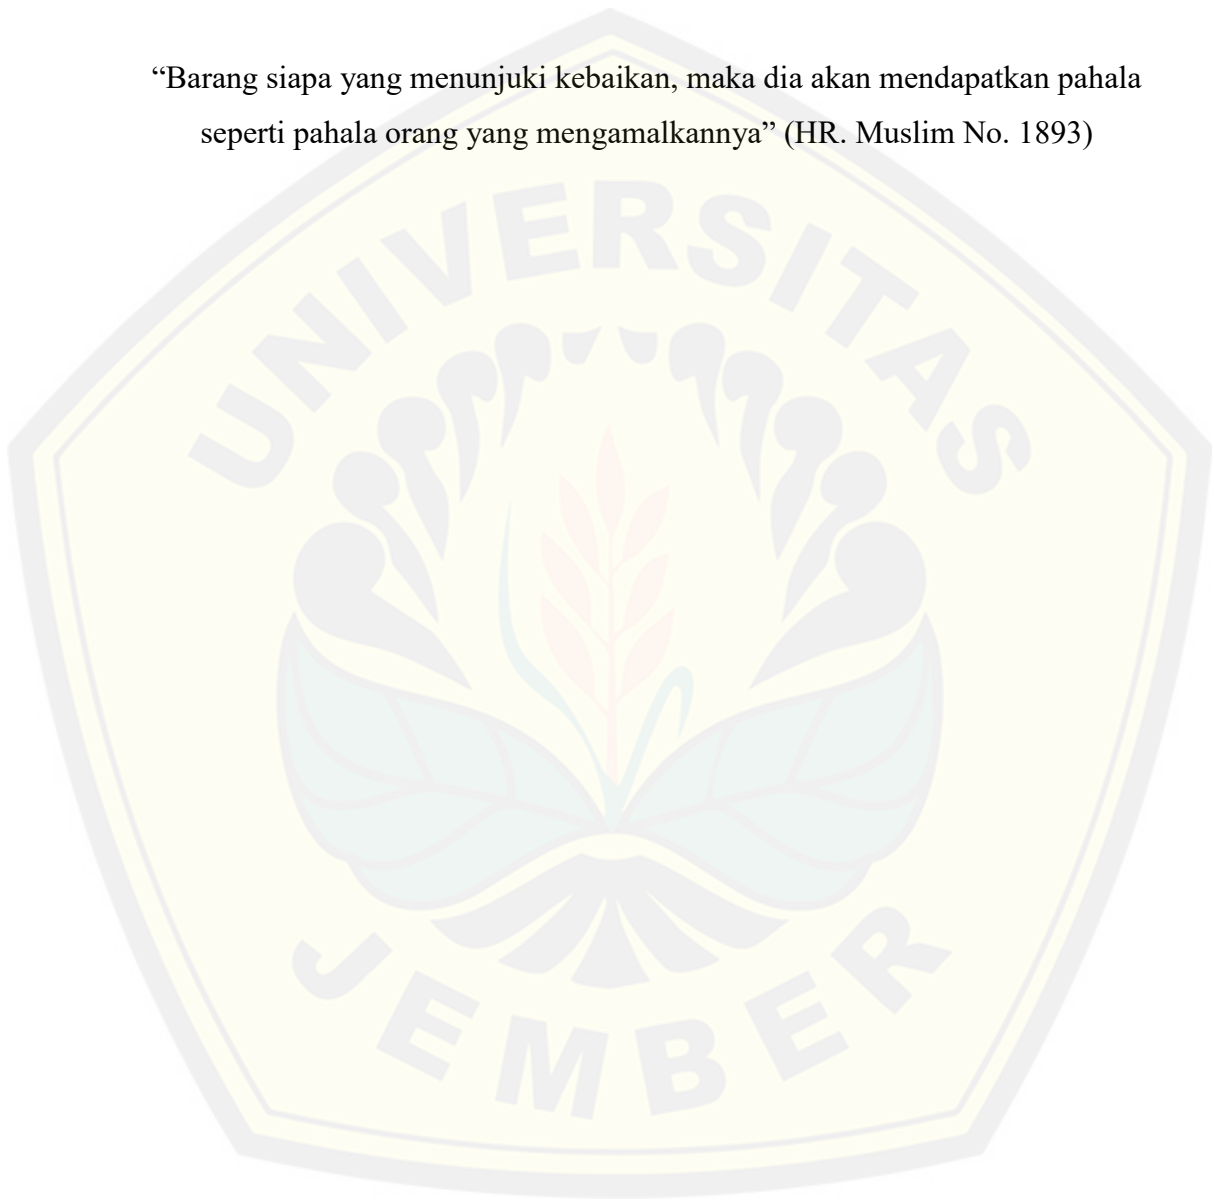 “Barang siapa yang menunjuki kebaikan, maka dia akan mendapatkan pahala
seperti pahala orang yang mengamalkannya” (HR. Muslim No. 1893)
UNIVERSITAS
JEMBER